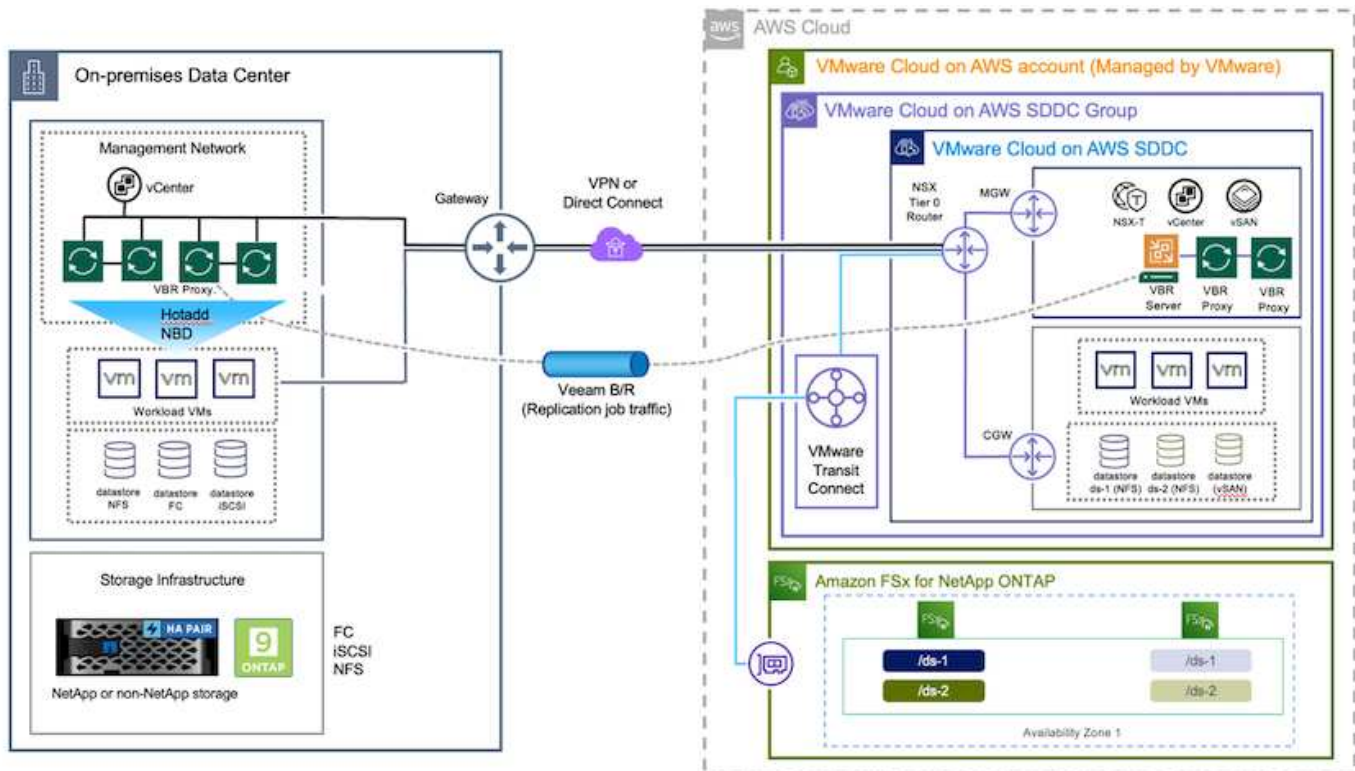 aws
AWS Cloud
On-premises Data Center
Management Network
vCenter
VBR Proxy.
Hotadd
NBD
vm
vm
vm
Workload VMs
datastore
NFS
datastore
FC
datastore
iSCSI
Storage Infrastructure
HA PAIR
9
ONTAP
NetApp or non-NetApp storage
FC
iSCSI
NFS
Gateway
VPN or
Direct Connect
Veeam B/R
(Replication job traffic)
VMware Cloud on AWS account (Managed by VMware)
VMware Cloud on AWS SDDC Group
VMware Cloud on AWS SDDC
NSX
Tier 0
Router
MGW
NSX-T
vCenter
vSAN
VBR
Server
VBR
Proxy
VBR
Proxy
VMware
Transit
Connect
CGW
vm
vm
vm
Workload VMs
datastore
ds-1 (NFS)
datastore
ds-2 (NFS)
datastore
(vSAN)
FSx
Amazon FSx for NetApp ONTAP
FSx
FSx
/ds-1
/ds-1
/ds-2
/ds-2
Availability Zone 1